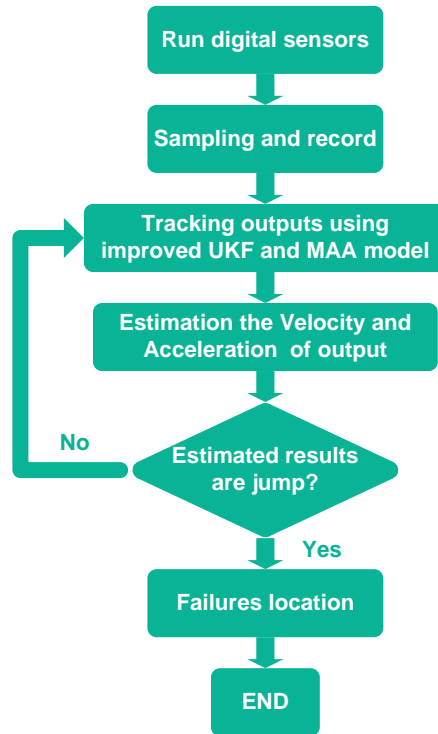 Run digital sensors
Sampling and record
Tracking outputs using
improved UKF and MAA model
Estimation the Velocity and
Acceleration of output
Estimated results
are jump?
No
Yes
Failures location
END